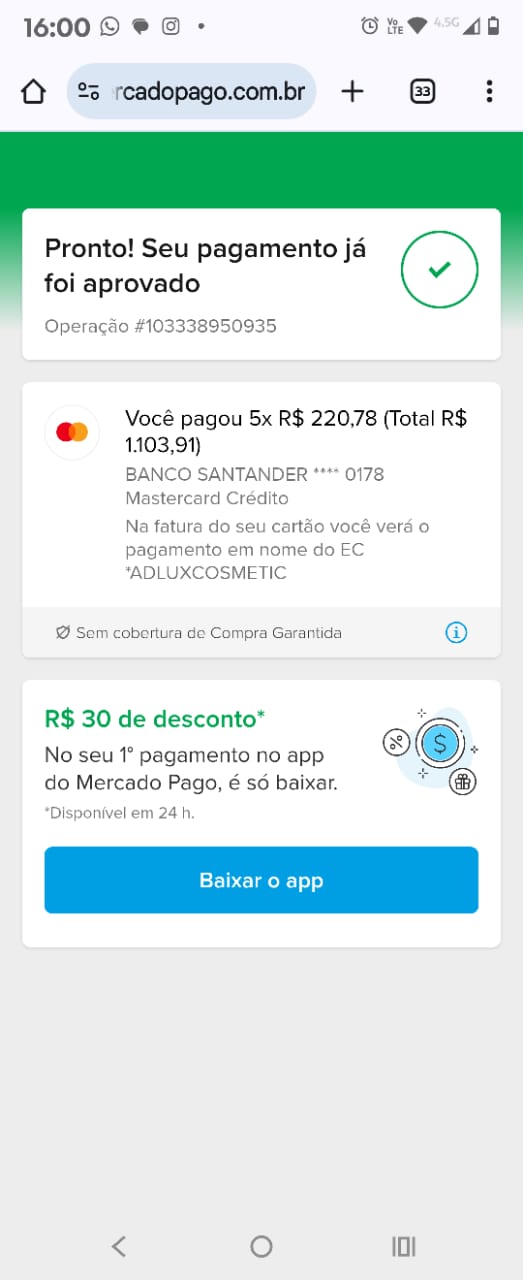 16:00
Vo
LTE
4.5G
rcadopago.com.br
33
Pronto! Seu pagamento já
foi aprovado
Operação #103338950935
Você pagou 5x R$ 220,78 (Total R$
1.103,91)
BANCO SANTANDER **** 0178
Mastercard Crédito
Na fatura do seu cartão você verá o
pagamento em nome do EC
*ADLUXCOSMETIC
Sem cobertura de Compra Garantida
R$ 30 de desconto*
No seu 1° pagamento no app
do Mercado Pago, é só baixar.
*Disponível em 24 h.
Baixar o app